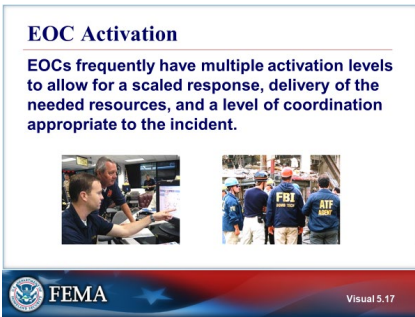 EOC Activation
EOCs frequently have multiple activation levels
to allow for a scaled response, delivery of the
needed resources, and a level of coordination
appropriate to the incident.
FBI
ATF
AGENT
FEMA
Visual 5.17